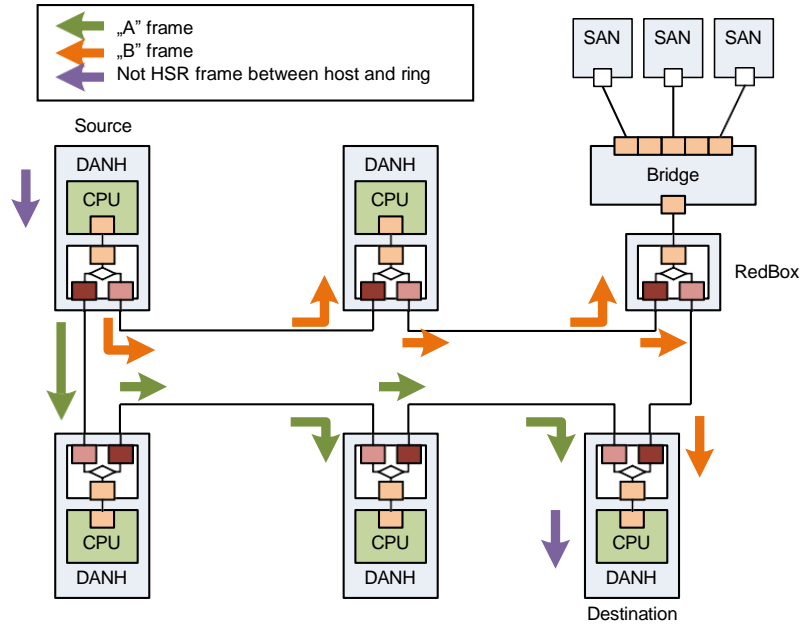 „A” frame
„B” frame
Not HSR frame between host and ring
SAN
SAN
SAN
Source
DANH
CPU
DANH
CPU
Bridge
RedBox
CPU
DANH
CPU
DANH
CPU
DANH
Destination